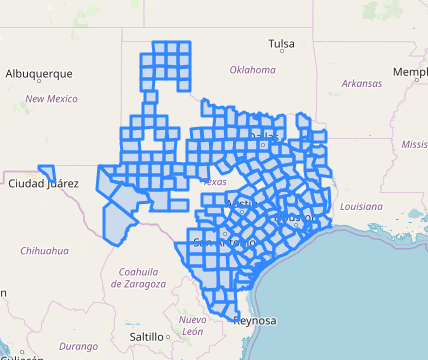 Tulsa
Albuquerque
Oklahoma
Memp
Arkansas
New Mexico
Dallas
Missis
Ciudad Juárez
Texas
Austin
Louisiana
Houston
San Antonio
Chihuahua
Coahuila
de Zaragoza
Nuevo
León
Reynosa
Saltillo
Durango
Culiacán